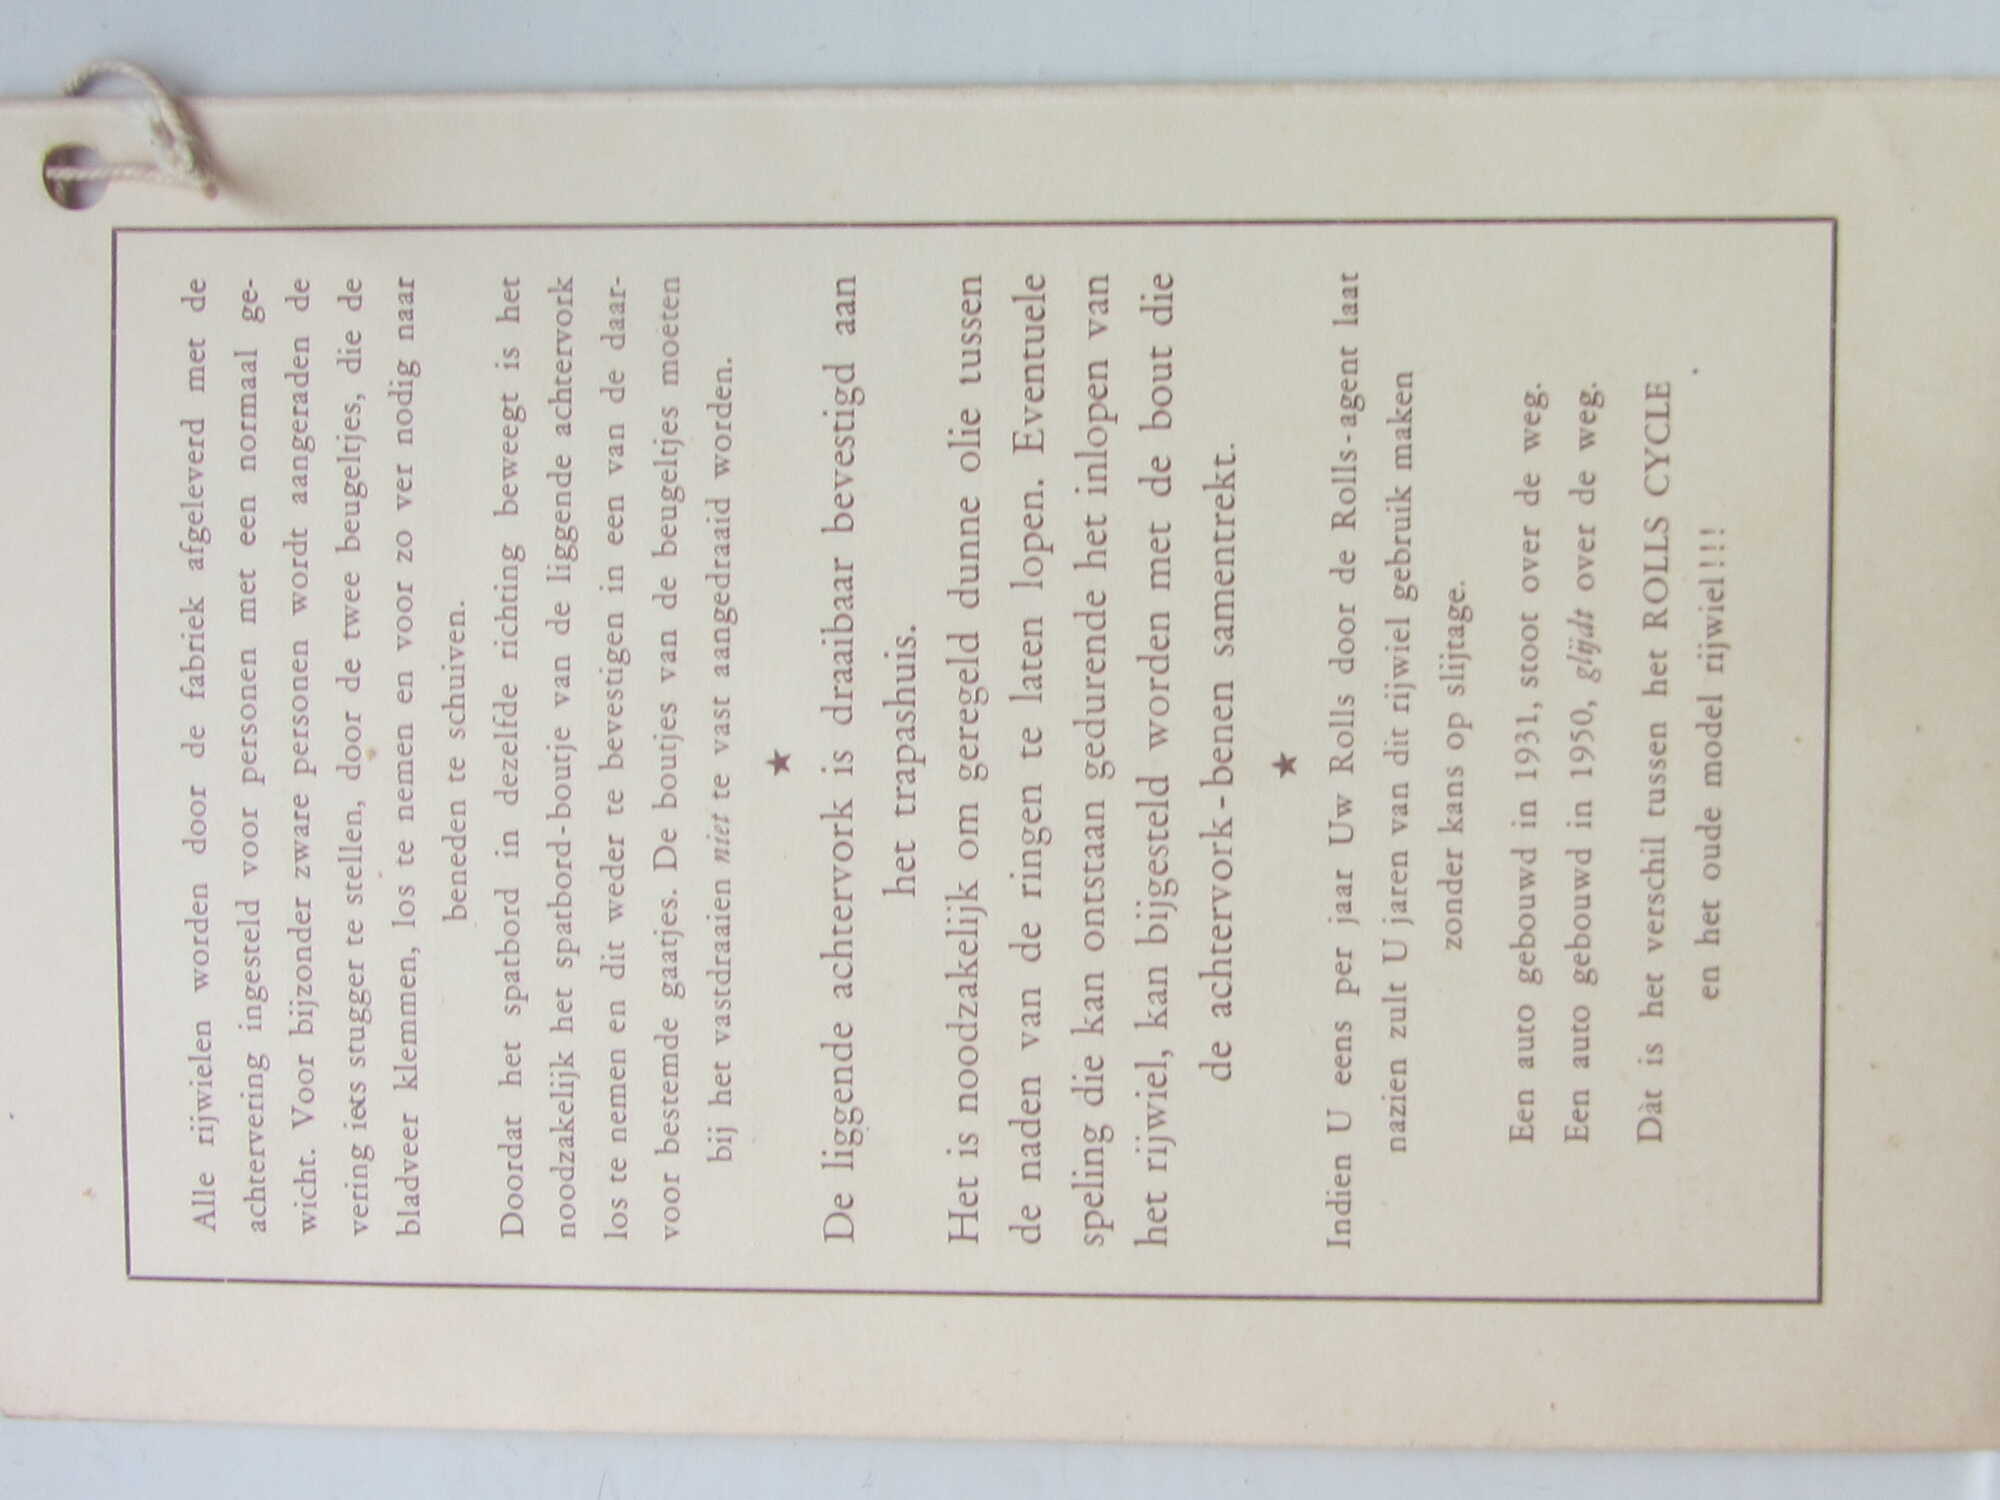 Alle rijwielen worden door de fabriek afgeleverd met de
achtervering ingesteld voor personen met een normaal ge-
wicht. Voor bijzonder zware personen wordt aangeraden de
vering iets stugger te stellen, door de twee beugeltjes, die de
bladveer klemmen, los te nemen en voor zo ver nodig naar
beneden te schuiven.
Doordat het spatbord in dezelfde richting beweegt is het
noodzakelijk het spatbord-boutje van de liggende achtervork
los te nemen en dit weder te bevestigen in een van de daar-
voor bestemde gaatjes. De boutjes van de beugeltjes moeten
bij het vastdraaien niet te vast aangedraaid worden.
★
De liggende achtervork is draaibaar bevestigd aan
het trapashuis.
Het is noodzakelijk om geregeld dunne olie tussen
de naden van de ringen te laten lopen. Eventuele
speling die kan ontstaan gedurende het inlopen van
het rijwiel, kan bijgesteld worden met de bout die
de achtervork-benen samentrekt.
★
Indien U eens per jaar Uw Rolls door de Rolls-agent laat
nazien zult U jaren van dit rijwiel gebruik maken
zonder kans op slijtage.
Een auto gebouwd in 1931, stoot over de weg.
Een auto gebouwd in 1950, glijdt over de weg.
Dàt is het verschil tussen het ROLLS CYCLE
en het oude model rijwiel!!!